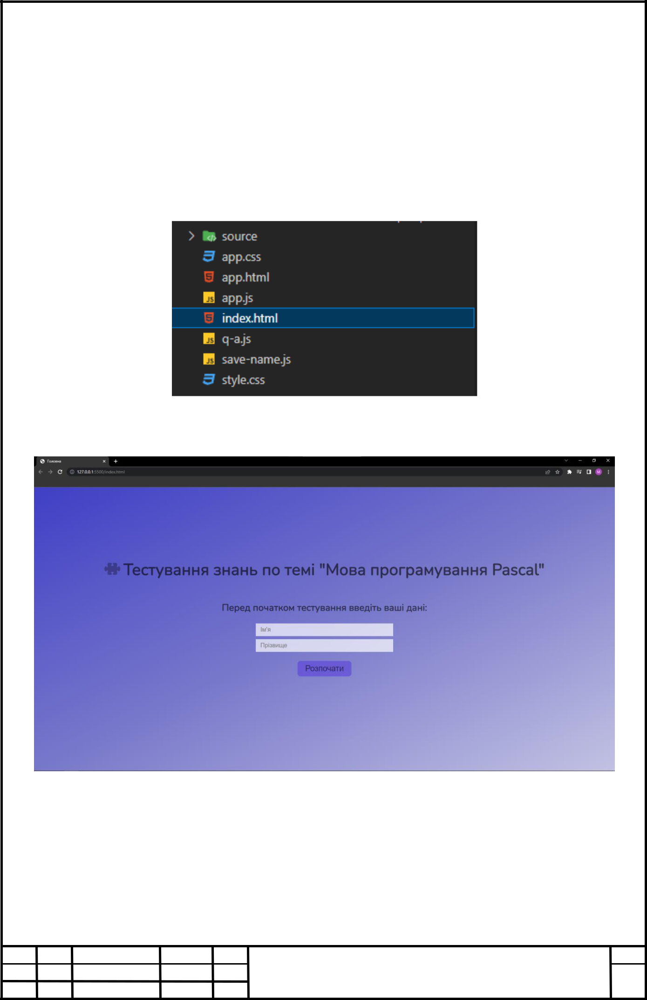 source
app.css
app.html
app.js
index.html
q-a.js
save-name.js
style.css
Головна
127.0.0.1:5500/index.html
M
Тестування знань по темі "Мова програмування Pascal"
Перед початком тестування введіть ваші дані:
Ім'я
Прізвище
Розпочати